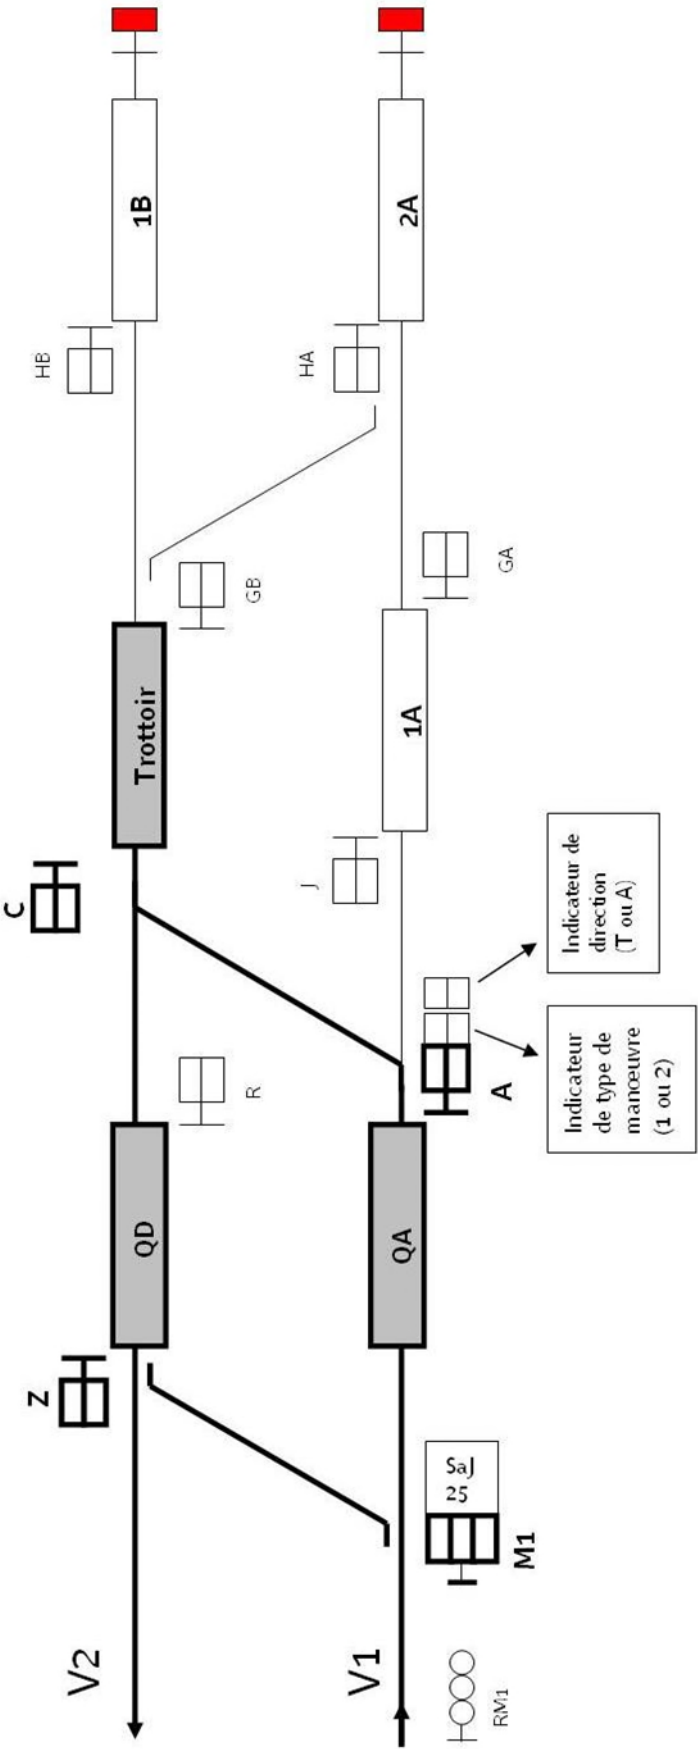 1B
2A
HB
HA
GB
GA
Trottoir
1A
C
J
R
A
Indicateur de
direction
(T ou A)
Indicateur
de type de
manœuvre
(1 ou 2)
QD
QA
Z
SaJ
25
M1
V2
V1
RM1